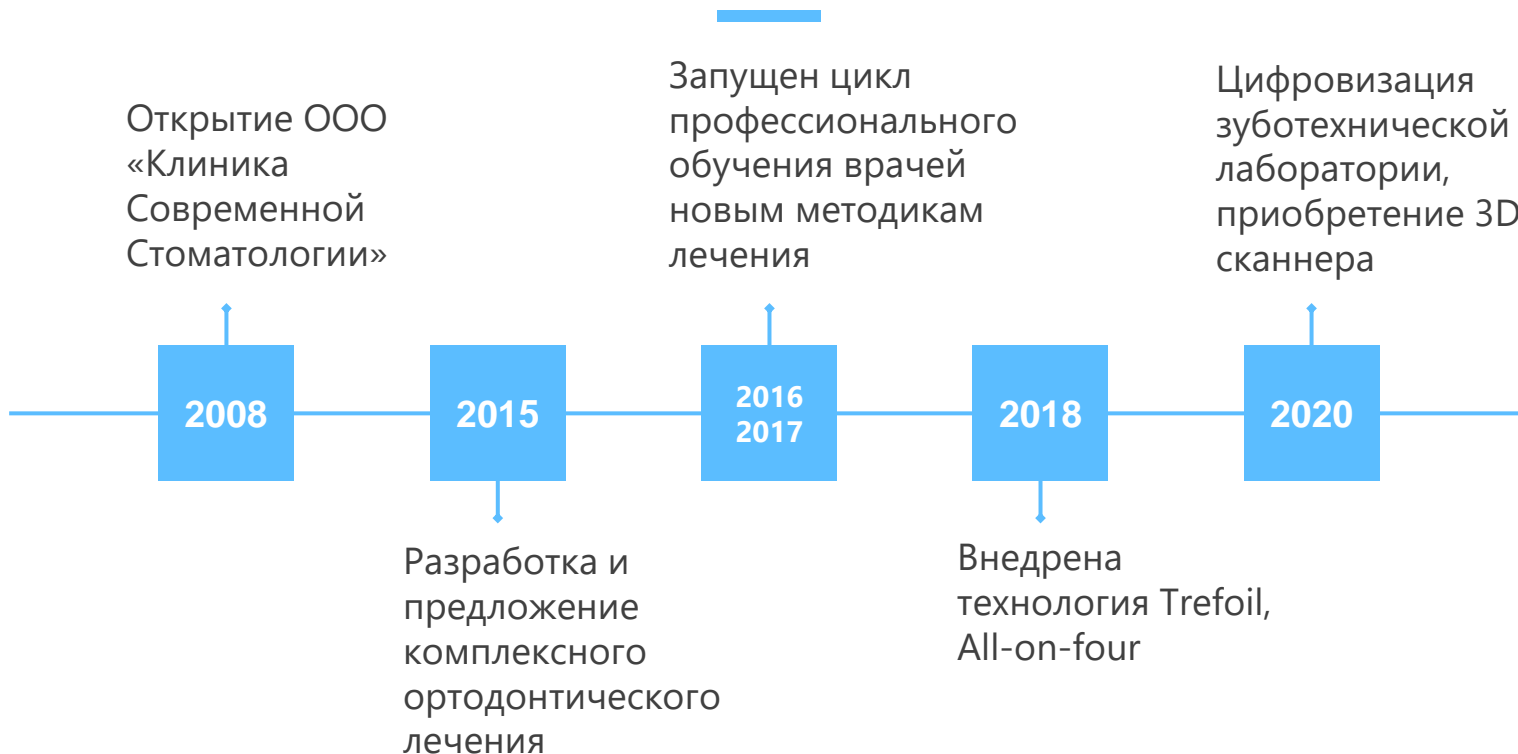 Открытие ООО
«Клиника
Современной
Стоматологии»
Запущен цикл
профессионального
обучения врачей
новым методикам
лечения
Цифровизация
зуботехнической
лаборатории,
приобретение 3D
сканнера
2008
2015
2016
2017
2018
2020
Разработка и
предложение
комплексного
ортодонтического
лечения
Внедрена
технология Trefoil,
All-on-four